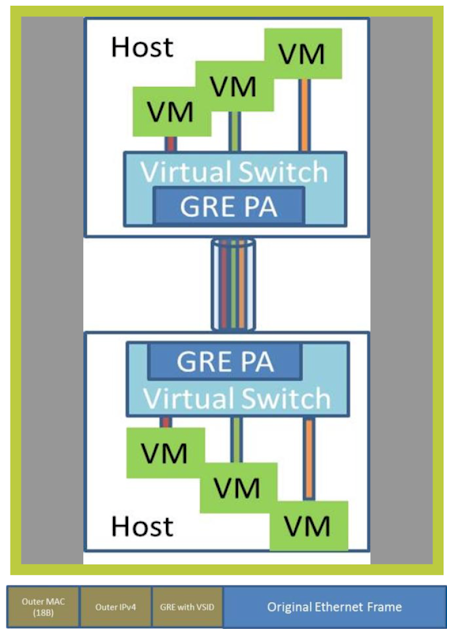 Host
VM
VM
VM
Virtual Switch
GRE PA
GRE PA
Virtual Switch
VM
VM
Host
VM
Outer MAC
(18B)
Outer IPv4
GRE with VSID
Original Ethernet Frame